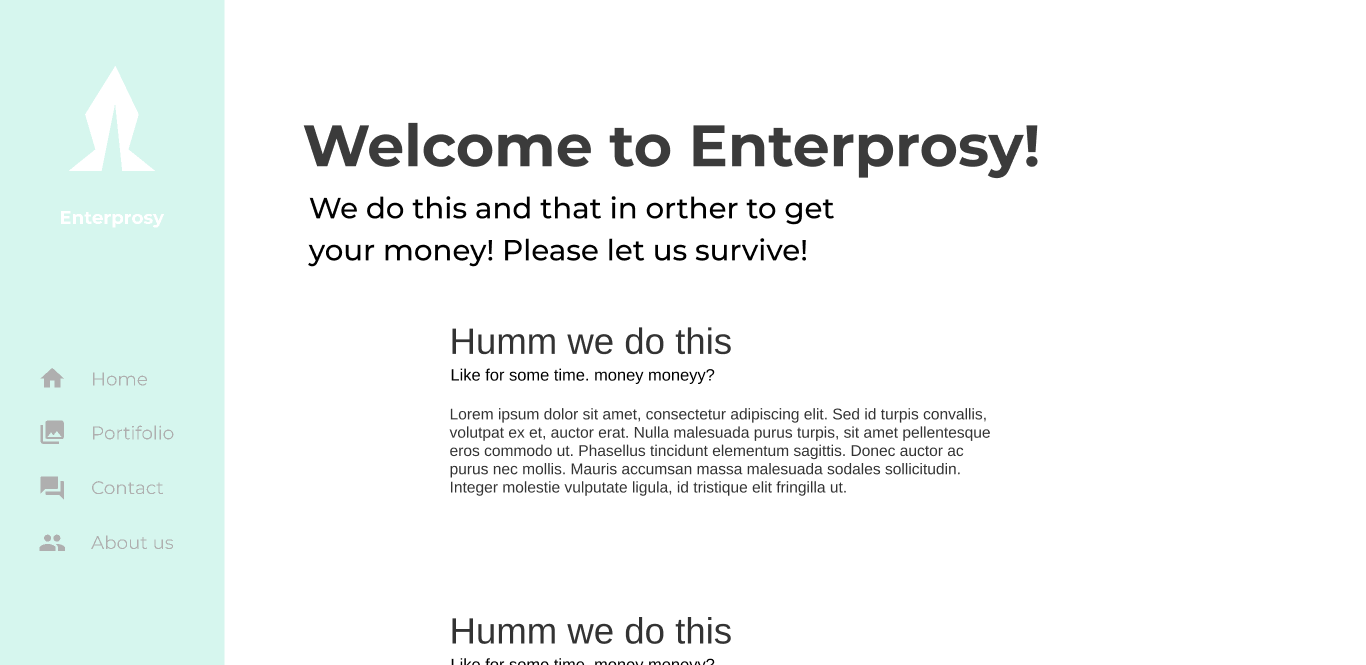 Enterprosy
Home
Portifolio
Contact
About us
Welcome to Enterprosy!
We do this and that in orther to get
your money! Please let us survive!
Humm we do this
Like for some time. money moneyy?
Lorem ipsum dolor sit amet, consectetur adipiscing elit. Sed id turpis convallis,
volutpat ex et, auctor erat. Nulla malesuada purus turpis, sit amet pellentesque
eros commodo ut. Phasellus tincidunt elementum sagittis. Donec auctor ac
purus nec mollis. Mauris accumsan massa malesuada sodales sollicitudin.
Integer molestie vulputate ligula, id tristique elit fringilla ut.
Humm we do this
Like for some time. money moneyy?